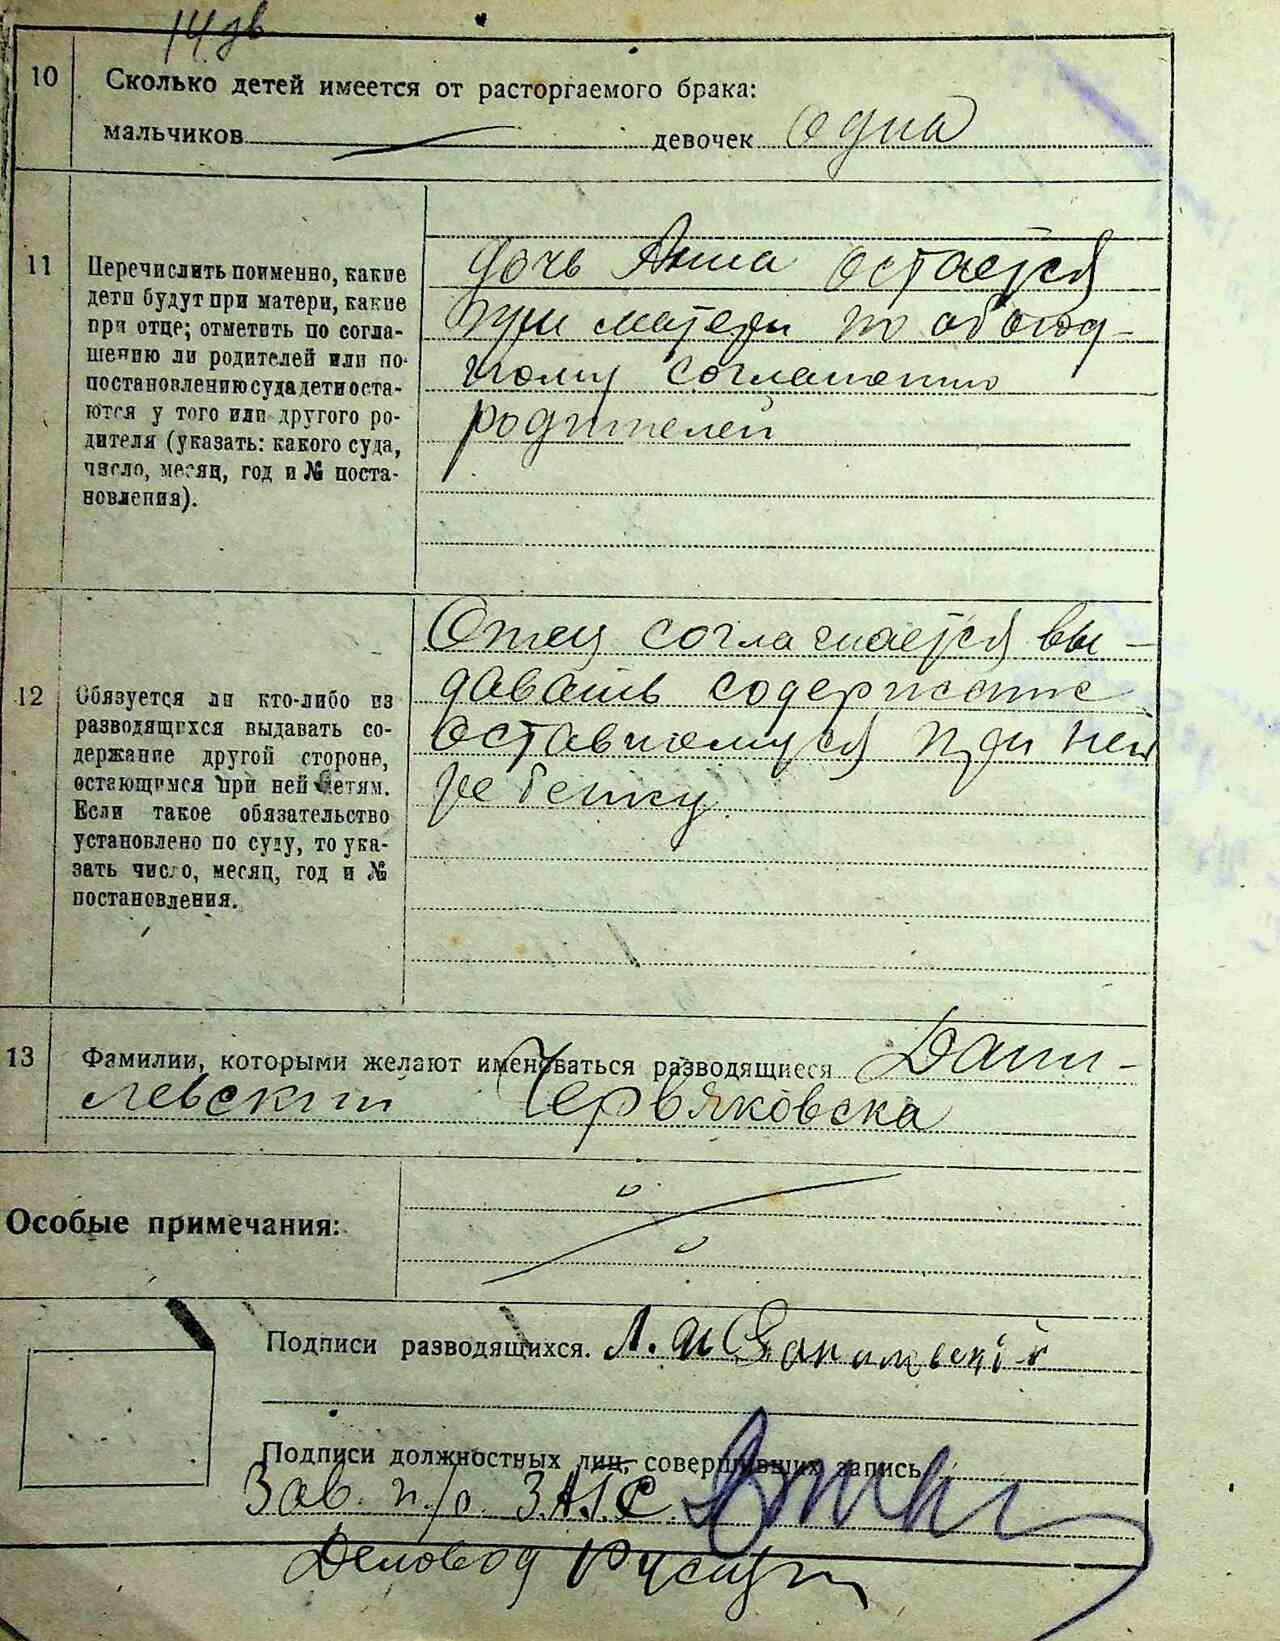 14 дв
10 Сколько детей имеется от расторгаемого брака:
мальчиков — девочек одна
11 Перечислить поименно, какие
дети будут при матери, какие
при отце; отметить по согла-
шению ли родителей или по-
постановлению суда дети оста-
ются у того или другого ро-
дителя (указать: какого суда,
число, месяц, год и № поста-
новления).
дочь Анна остается
при матери по обоюд-
ному соглашению
родителей
12 Обязуется ли кто-либо из
разводящихся выдавать со-
держание другой стороне,
остающимся при ней детям.
Если такое обязательство
установлено по суду, то ука-
зать число, месяц, год и №
постановления.
Отец соглашается вы-
давать содержание
оставшемуся при ней
ребенку
13 Фамилии, которыми желают именоваться разводящиеся Дани-
левский Червяковска
Особые примечания:
Подписи разводящихся. Л. И Данилевскiй
Подписи должностных лиц, совершивших запись
Зав. п/о ЗАГС.
Деловод